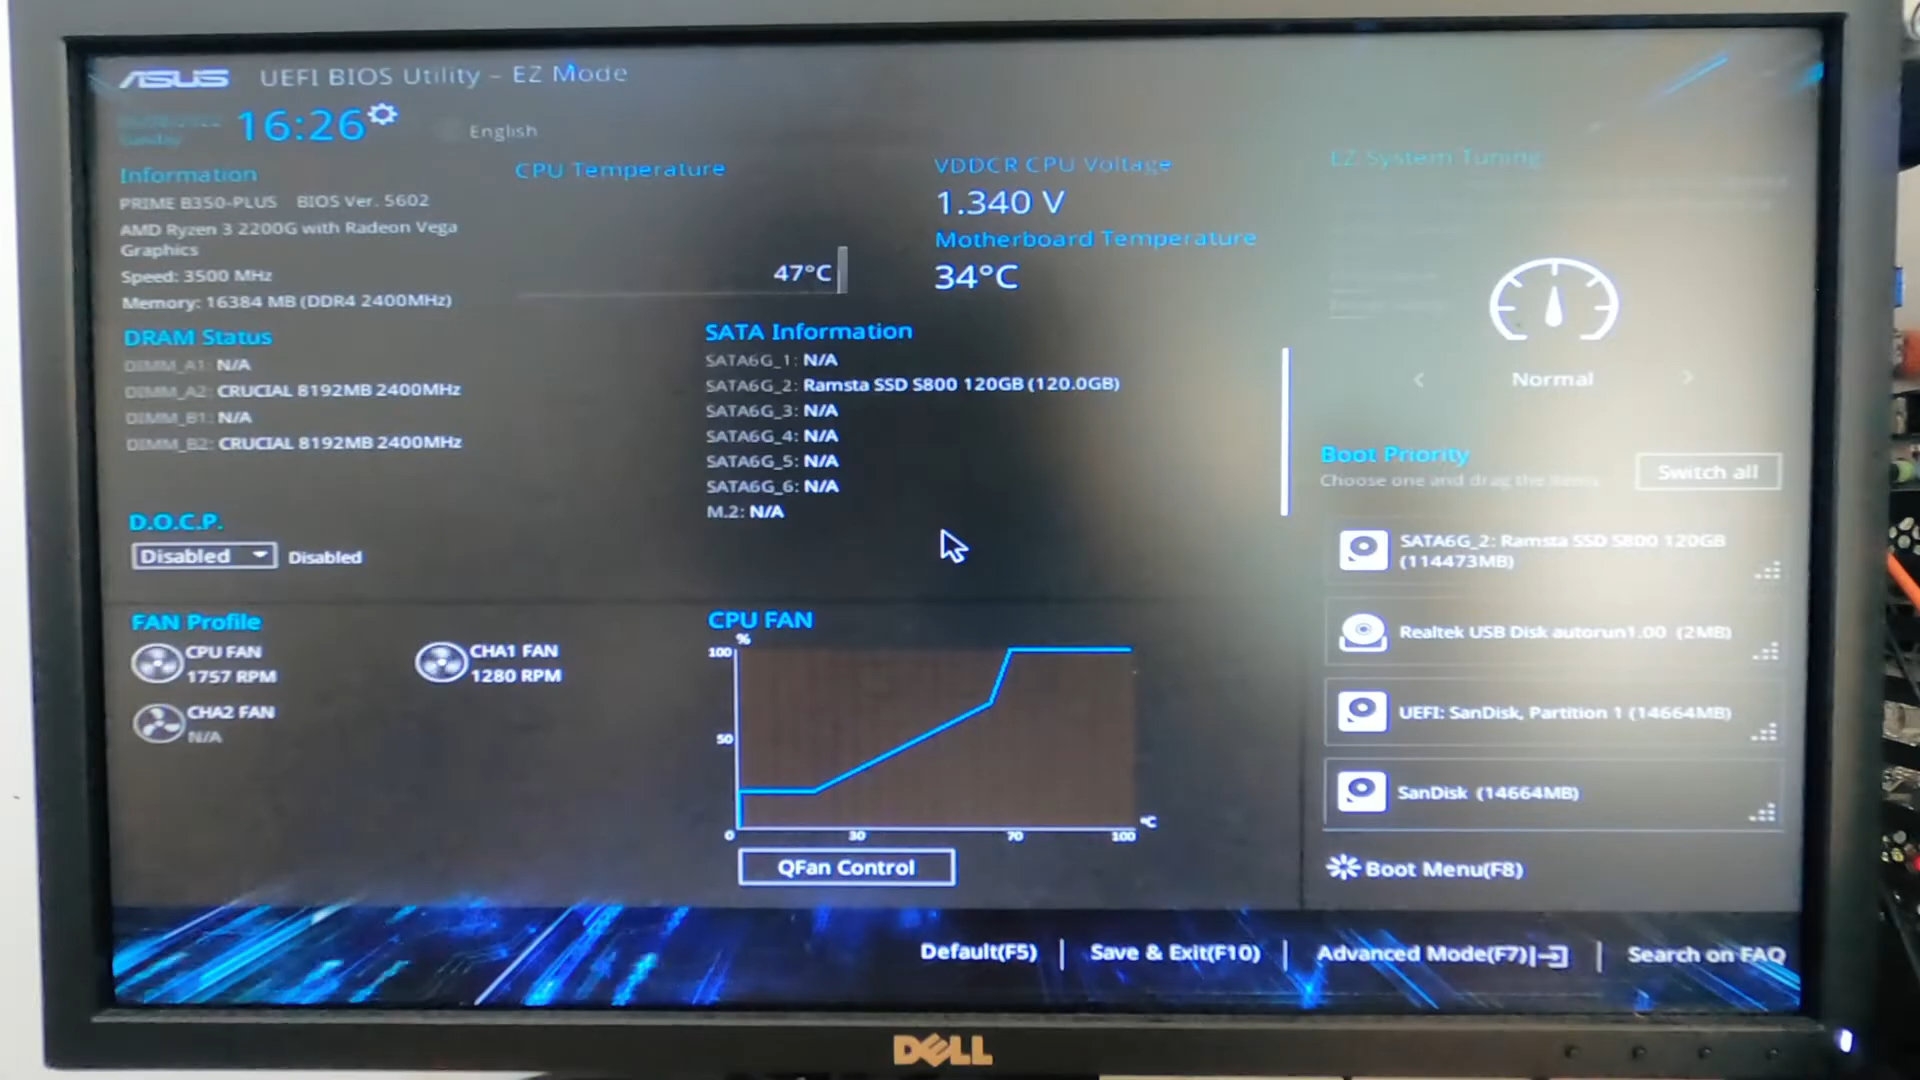 ASUS UEFI BIOS Utility – EZ Mode
Sunday
16:26
English
Information
PRIME B350-PLUS BIOS Ver. 5602
AMD Ryzen 3 2200G with Radeon Vega
Graphics
Speed: 3500 MHz
Memory: 16384 MB (DDR4 2400MHz)
CPU Temperature
47°C
VDDCR CPU Voltage
1.340 V
Motherboard Temperature
34°C
EZ System Tuning
Normal
DRAM Status
DIMM_A1: N/A
DIMM_A2: CRUCIAL 8192MB 2400MHz
DIMM_B1: N/A
DIMM_B2: CRUCIAL 8192MB 2400MHz
SATA Information
SATA6G_1: N/A
SATA6G_2: Ramsta SSD S800 120GB (120.0GB)
SATA6G_3: N/A
SATA6G_4: N/A
SATA6G_5: N/A
SATA6G_6: N/A
M.2: N/A
D.O.C.P.
Disabled Disabled
Boot Priority
Choose one and drag the items.
Switch all
SATA6G_2: Ramsta SSD S800 120GB
(114473MB)
Realtek USB Disk autorun1.00 (2MB)
UEFI: SanDisk, Partition 1 (14664MB)
SanDisk (14664MB)
Boot Menu(F8)
FAN Profile
CPU FAN
1757 RPM
CHA1 FAN
1280 RPM
CHA2 FAN
N/A
CPU FAN
%
100
50
0 30 70 100
°C
QFan Control
Default(F5) | Save & Exit(F10) | Advanced Mode(F7) | Search on FAQ
DELL